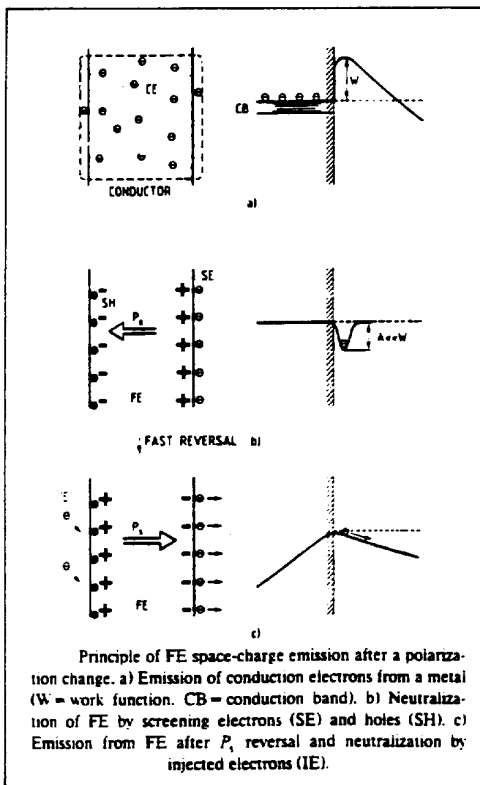 CE
CONDUCTOR
CB
W
a)
SH
Ps
FE
SE
A<<W
FAST REVERSAL b)
E
Ps
FE
c)
Principle of FE space-charge emission after a polariza-
tion change. a) Emission of conduction electrons from a metal
(W = work function. CB = conduction band). b) Neutraliza-
tion of FE by screening electrons (SE) and holes (SH). c)
Emission from FE after Ps reversal and neutralization by
injected electrons (IE).